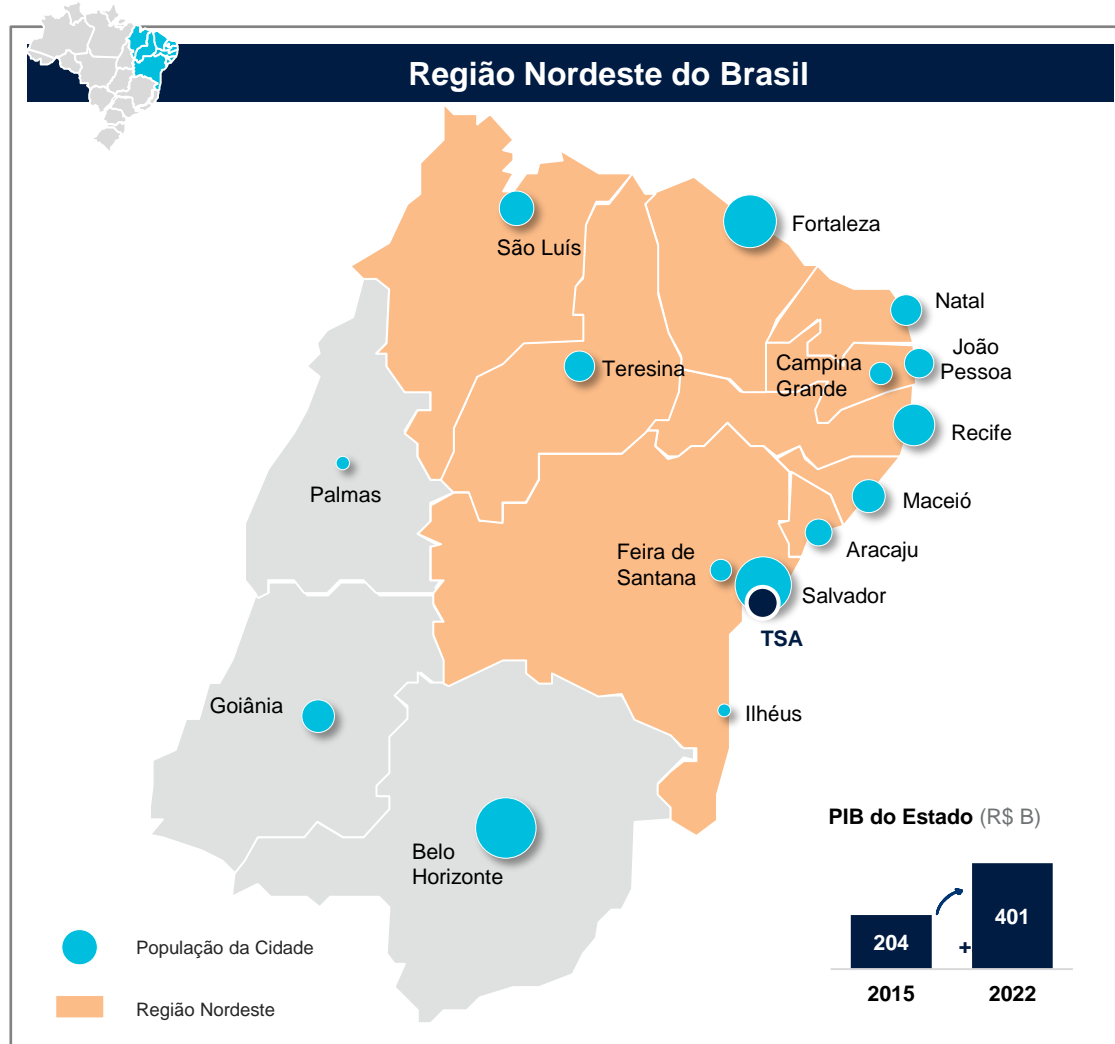 Região Nordeste do Brasil
São Luís
Fortaleza
Natal
João
Pessoa
Campina
Grande
Teresina
Recife
Palmas
Maceió
Aracaju
Feira de
Santana
Salvador
TSA
Goiânia
Ilhéus
Belo
Horizonte
PIB do Estado (R$ B)
204
+
401
2015
2022
População da Cidade
Região Nordeste